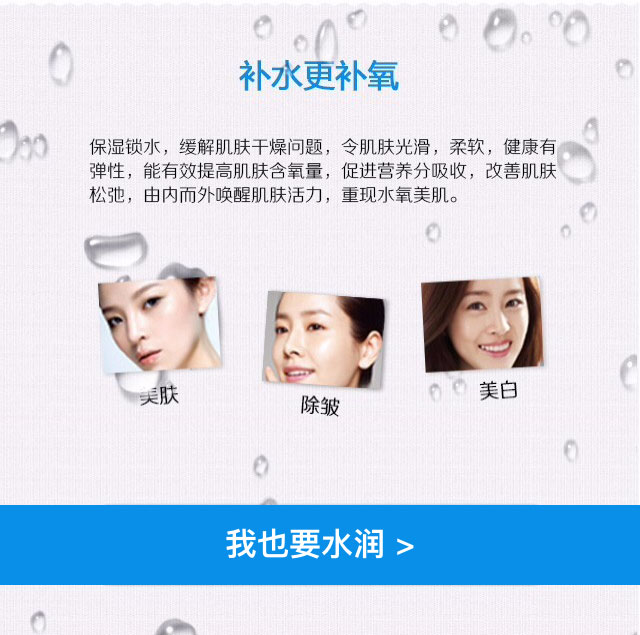 补水更补氧
保湿锁水，缓解肌肤干燥问题，令肌肤光滑，柔软，健康有
弹性，能有效提高肌肤含氧量，促进营养分吸收，改善肌肤
松弛，由内而外唤醒肌肤活力，重现水氧美肌。
美肤
除皱
美白
我也要水润 >